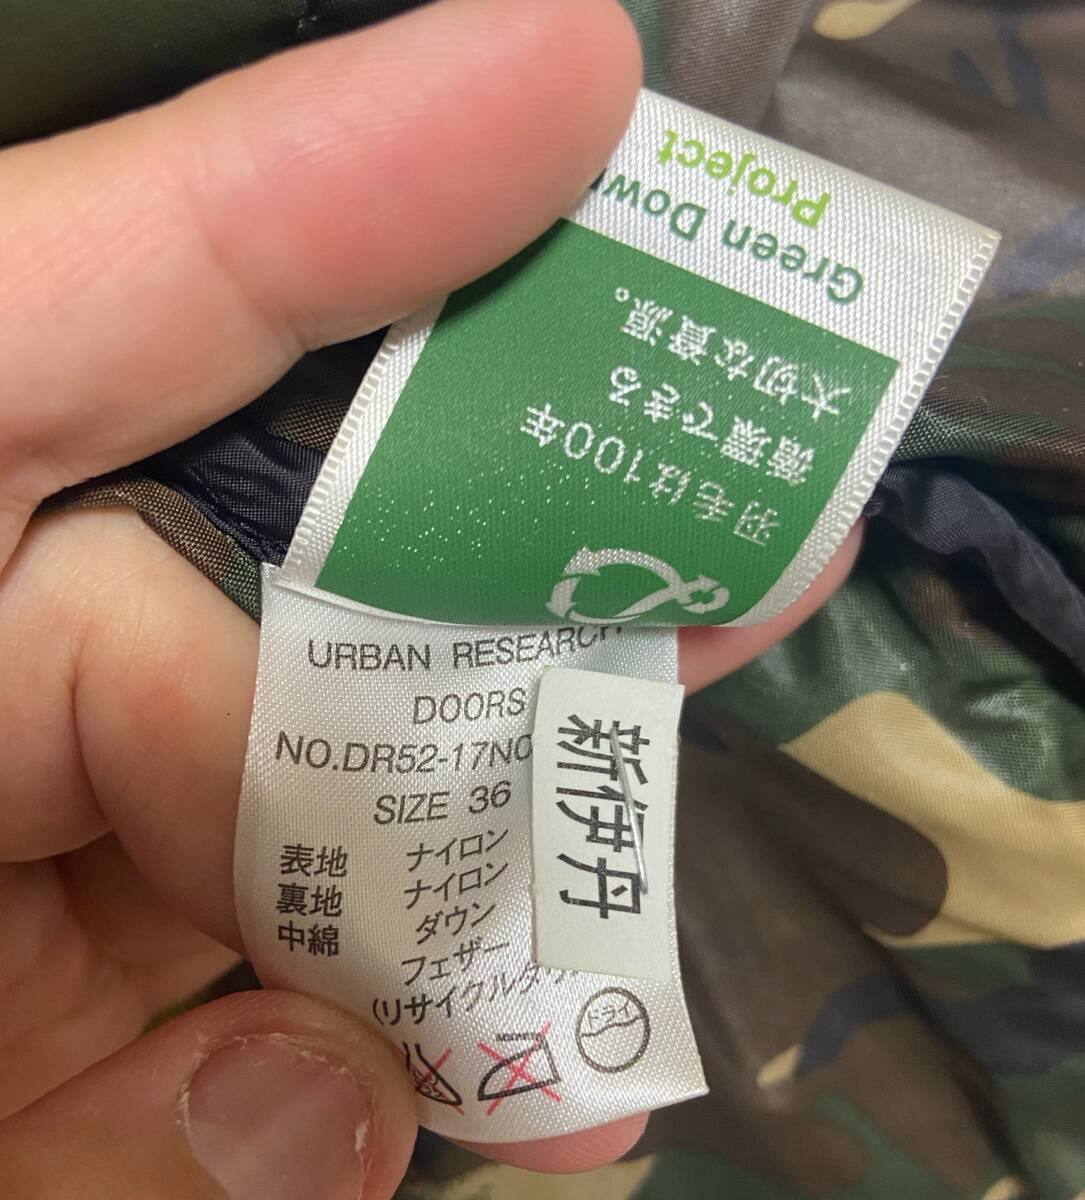 Green Down
Project
羽毛は100年
循環できる
大切な資源。
URBAN RESEARCH
DOORS
NO.DR52-17N0
SIZE 36
表地 ナイロン
裏地 ナイロン
中綿 ダウン
フェザー
(リサイクルダウ
ドライ
新伊丹